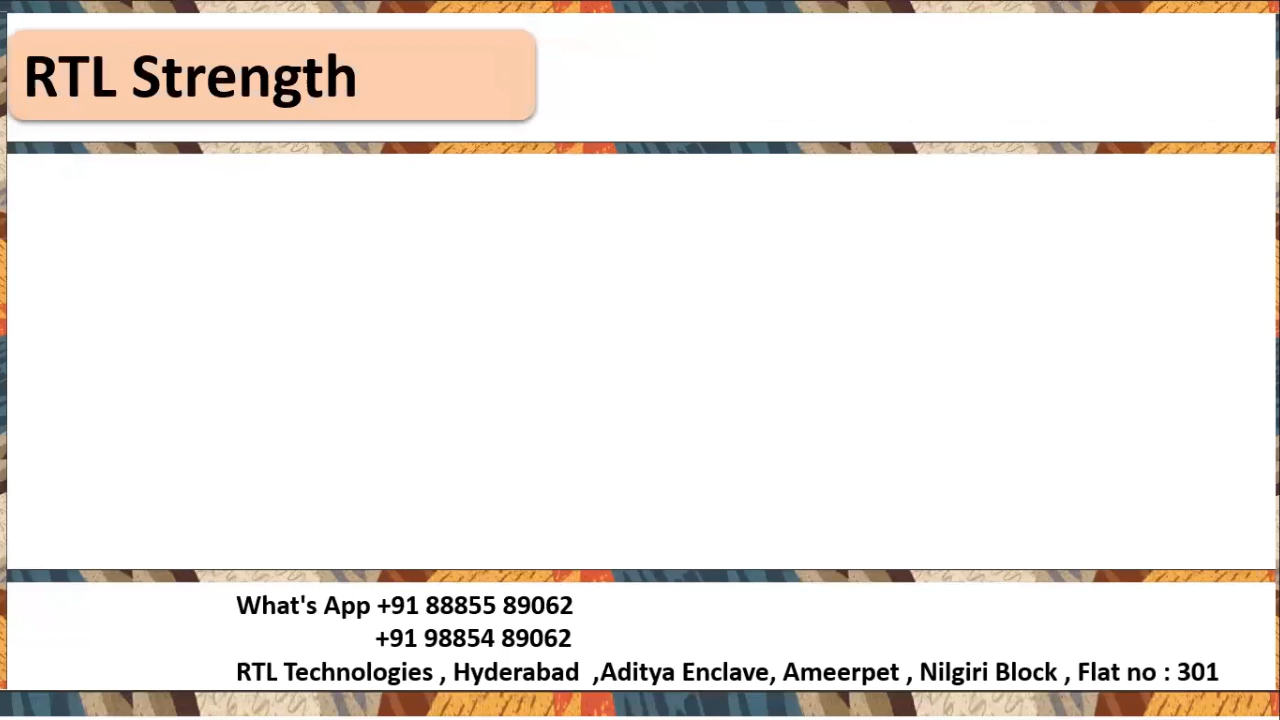 RTL Strength
What's App +91 88855 89062
+91 98854 89062
RTL Technologies , Hyderabad  ,Aditya Enclave, Ameerpet , Nilgiri Block , Flat no : 301